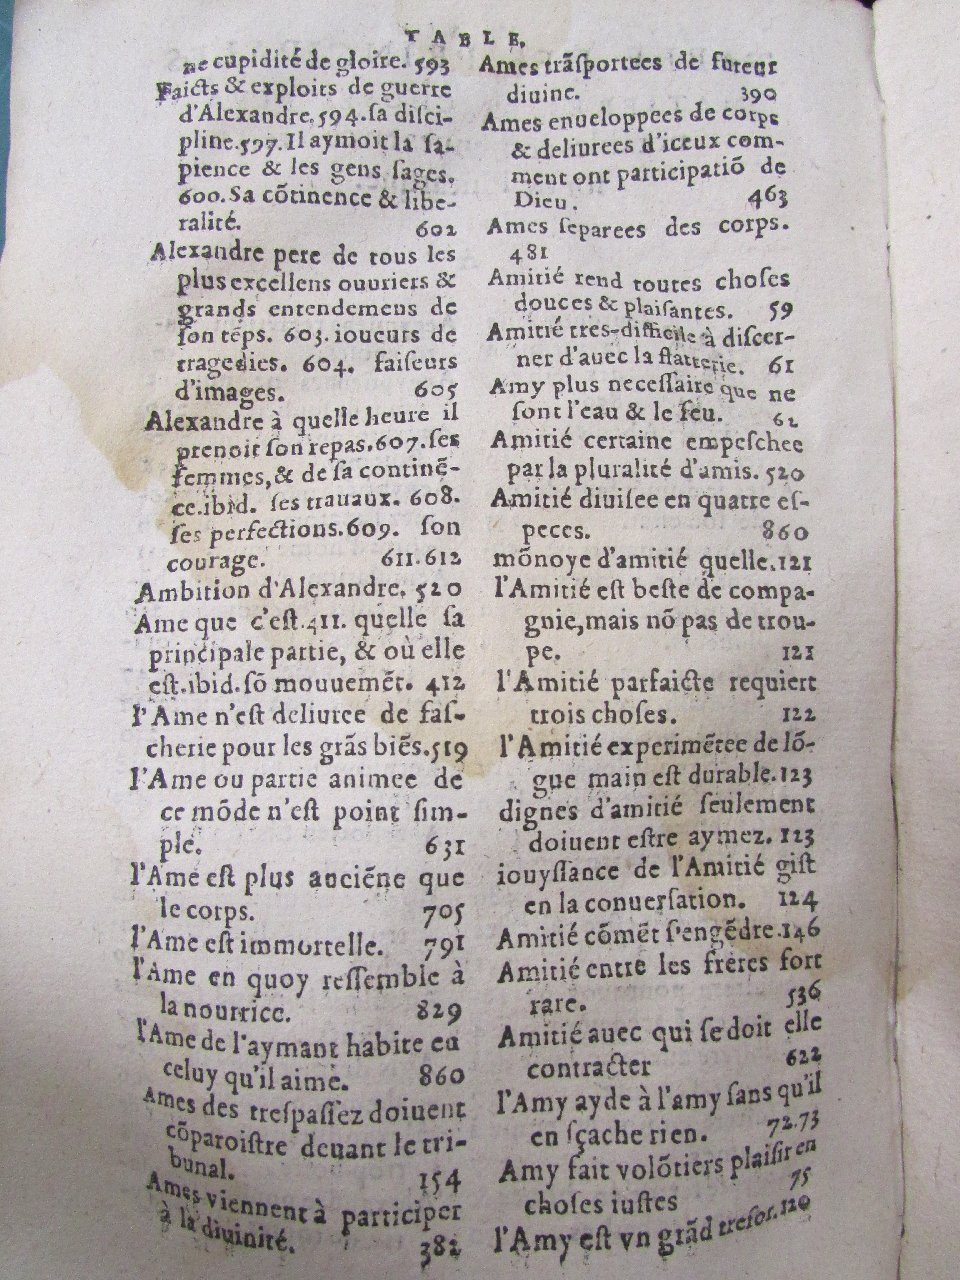 TABLE.
ne cupidité de gloire. 593
Faicts & exploits de guerre
d'Alexandre. 594. sa disci-
pline. 597. Il aymoit la sa-
pience & les gens sages.
600. Sa cõtinence & libe-
ralité. 602
Alexandre pere de tous les
plus excellens ouuriers &
grands entendemens de
son tẽps. 603. ioueurs de
tragedies. 604. faiseurs
d'images. 605
Alexandre à quelle heure il
prenoit son repas. 607. ses
femmes, & de sa continẽ-
ce. ibid. ses trauaux. 608.
ses perfections. 609. son
courage. 611. 612
Ambition d'Alexandre. 520
Ame que c'est. 411. quelle sa
principale partie, & où elle
est. ibid. sõ mouuemẽt. 412
l'Ame n'est deliuree de fas-
cherie pour les grãs biẽs. 519
l'Ame ou partie animee de
ce mõde n'est point sim-
ple. 631
l'Ame est plus anciẽne que
le corps. 705
l'Ame est immortelle. 791
l'Ame en quoy ressemble à
la nourrice. 829
l'Ame de l'aymant habite en
celuy qu'il aime. 860
Ames des trespassez doiuent
cõparoistre deuant le tri-
bunal. 154
Ames viennent à participer
à la diuinité. 382
Ames trãsportees de fureur
diuine. 390
Ames enueloppees de corps
& deliurees d'iceux com-
ment ont participatiõ de
Dieu. 463
Ames separees des corps.
481
Amitié rend toutes choses
douces & plaisantes. 59
Amitié tres-difficile à discer-
ner d'auec la flatterie. 61
Amy plus necessaire que ne
sont l'eau & le feu. 62
Amitié certaine empeschee
par la pluralité d'amis. 520
Amitié diuisee en quatre es-
peces. 860
mõnoye d'amitié quelle. 121
l'Amitié est beste de compa-
gnie, mais nõ pas de trou-
pe. 121
l'Amitié parfaicte requiert
trois choses. 122
l'Amitié experimẽtee de lõ-
gue main est durable. 123
dignes d'amitié seulement
doiuent estre aymez. 123
iouyssance de l'Amitié gist
en la conuersation. 124
Amitié cõmẽt s'engẽdre. 146
Amitié entre les freres fort
rare. 536
Amitié auec qui se doit elle
contracter 622
l'Amy ayde à l'amy sans qu'il
en sçache rien. 72. 73
Amy fait volõtiers plaisir en
choses iustes 75
l'Amy est vn grãd tresor. 120